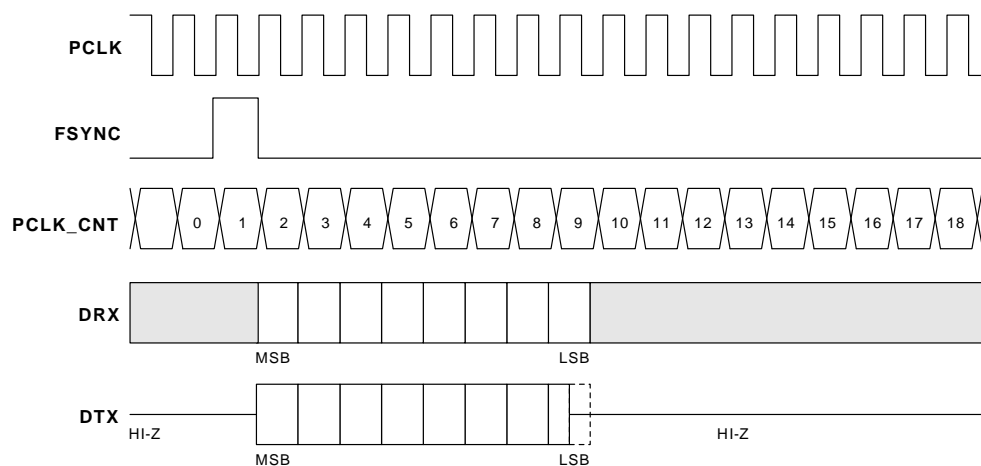 PCLK
FSYNC
PCLK_CNT 0 1 2 3 4 5 6 7 8 9 10 11 12 13 14 15 16 17 18
DRX
MSB LSB
DTX
HI-Z HI-Z
MSB LSB